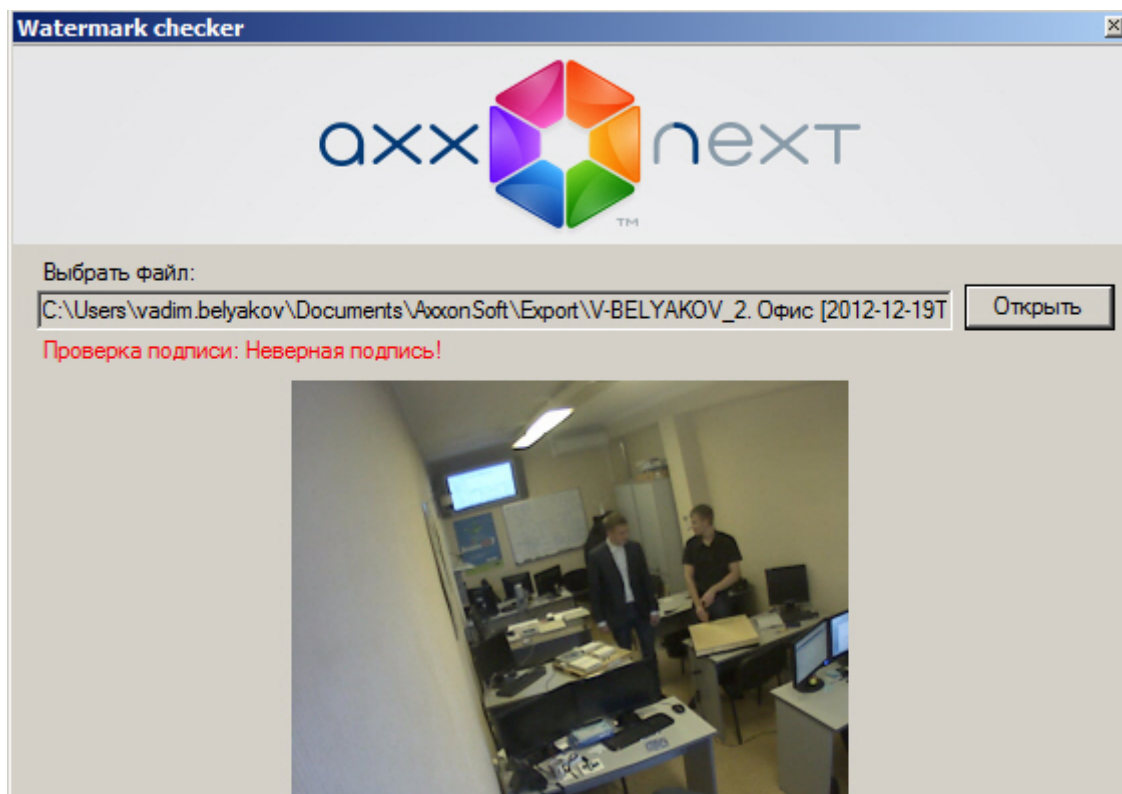 Watermark checker
axx next
TM
Выбрать файл:
C:\Users\vadim.belyakov\Documents\AxxonSoft\Export\V-BELYAKOV_2. Офис [2012-12-19T
Открыть
Проверка подписи: Неверная подпись!